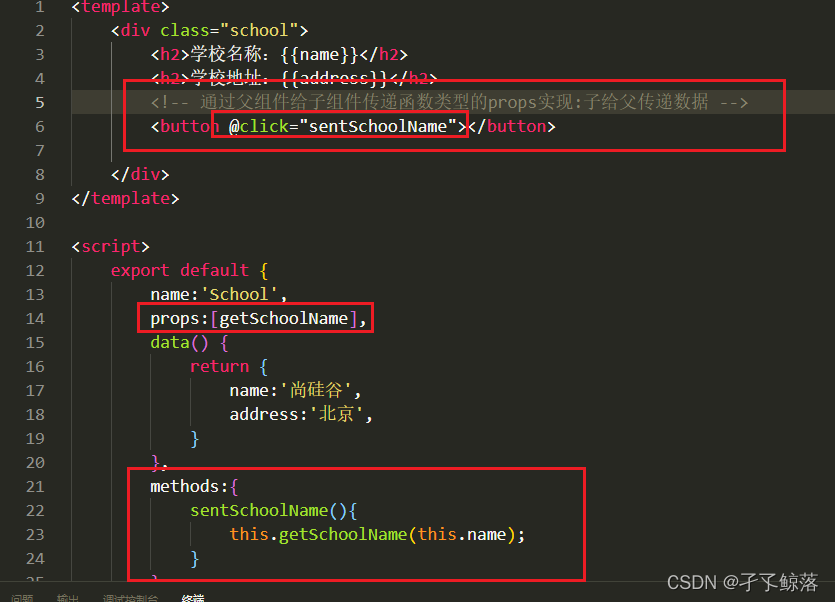 1 <template>
2 <div class="school">
3 <h2>学校名称：{{name}}</h2>
4 <h2>学校地址：{{address}}</h2>
5 <!-- 通过父组件给子组件传递函数类型的props实现:子给父传递数据 -->
6 <button @click="sentSchoolName"></button>
7
8 </div>
9 </template>
10
11 <script>
12 export default {
13 name:'School',
14 props:[getSchoolName],
15 data() {
16 return {
17 name:'尚硅谷',
18 address:'北京',
19 }
20 },
21 methods:{
22 sentSchoolName(){
23 this.getSchoolName(this.name);
24 }
25 }
问题 输出 调试控制台 终端
CSDN @孑孓鲸落